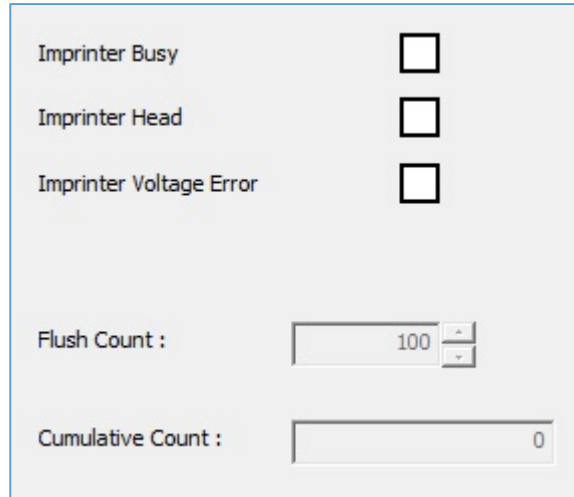 Imprinter Busy
Imprinter Head
Imprinter Voltage Error
Flush Count : 100
Cumulative Count : 0